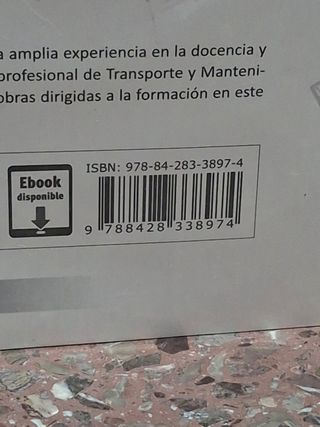 a amplia experiencia en la docencia y
profesional de Transporte y Manteni-
obras dirigidas a la formación en este
ISBN: 978-84-283-3897-4
Ebook
disponible
9 788428 338974